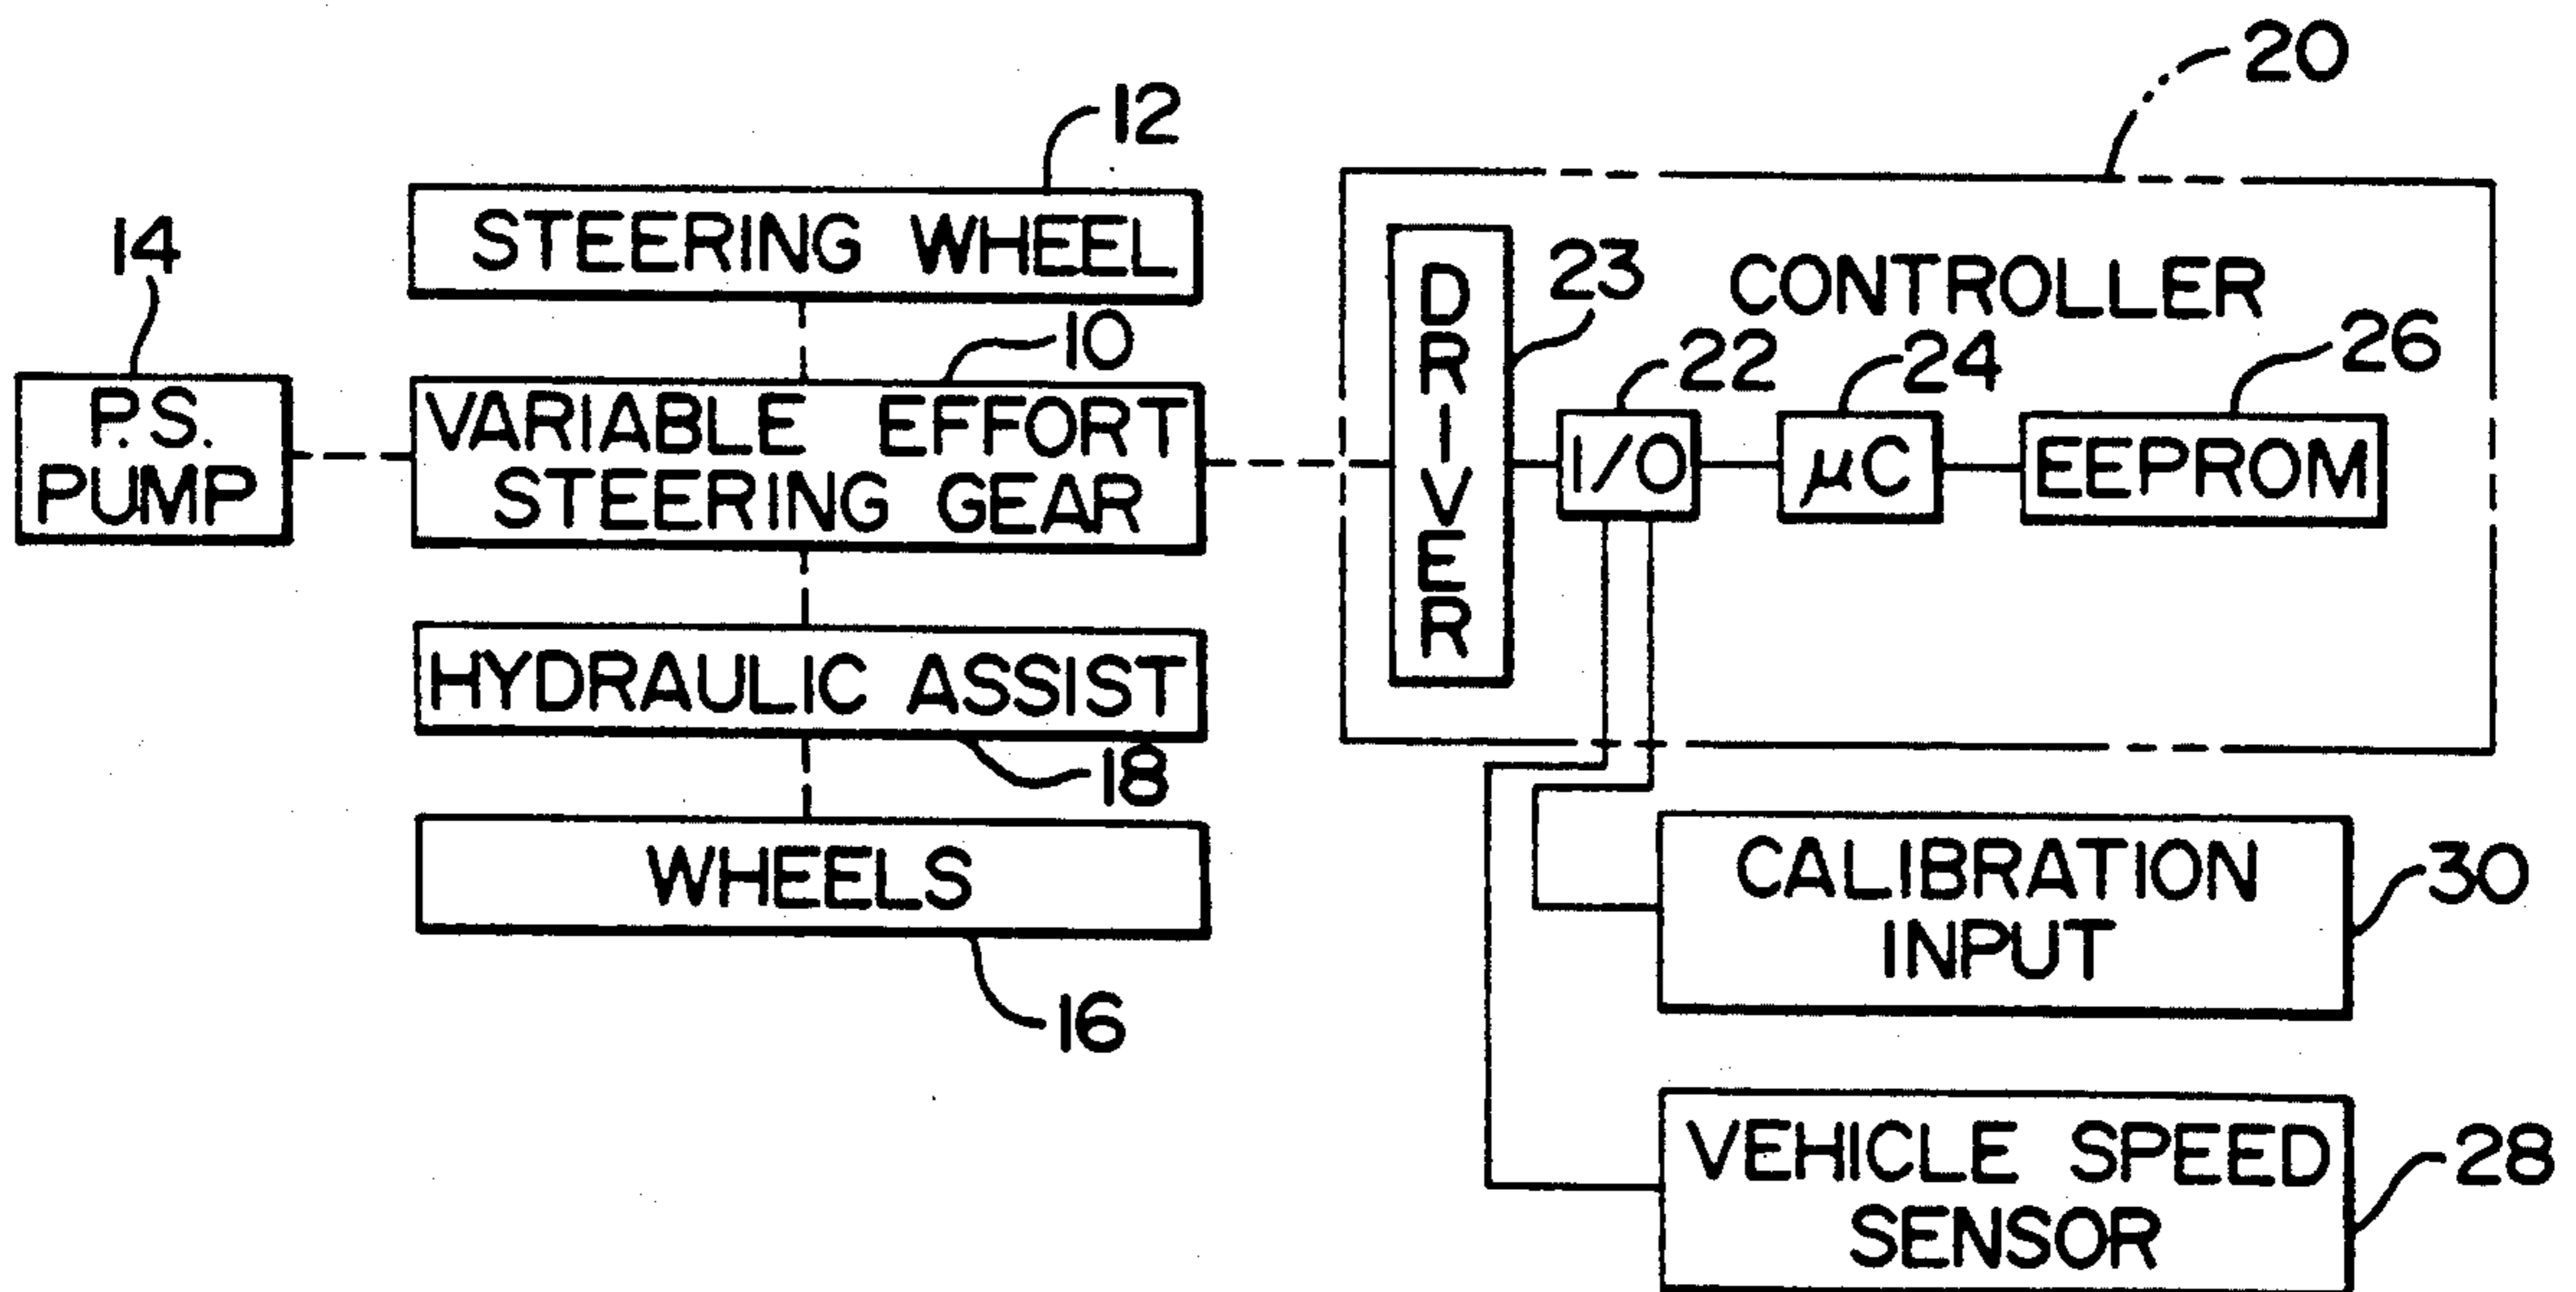 20
12
14
STEERING WHEEL
10
P.S.
PUMP
VARIABLE EFFORT
STEERING GEAR
HYDRAULIC ASSIST
18
WHEELS
16
DRIVER
23
CONTROLLER
22
24
26
I/O
μC
EEPROM
CALIBRATION
INPUT
30
VEHICLE SPEED
SENSOR
28